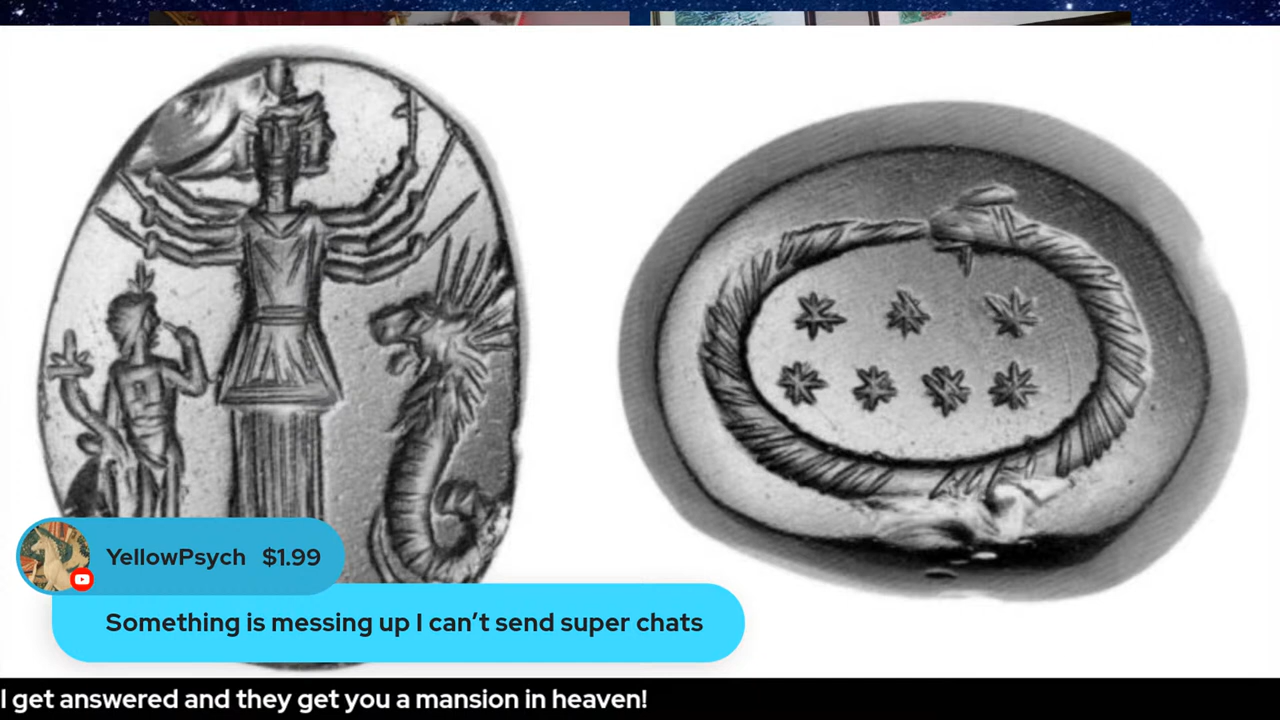 YellowPsych $1.99
Something is messing up I can’t send super chats
I get answered and they get you a mansion in heaven!